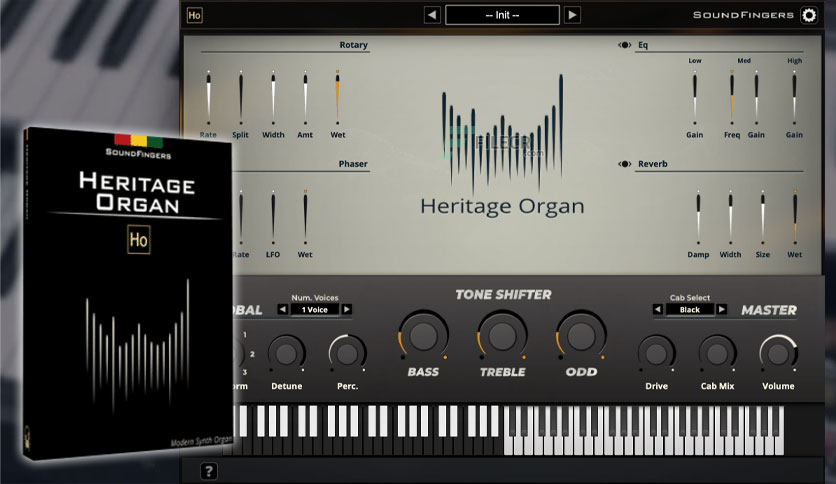 Ho
-- Init --
SOUNDFINGERS
Rotary
Rate Split Width Amt Wet
Eq
Low Med High
Gain Freq Gain Gain
FILECR
.com
Heritage Organ
Phaser
Rate LFO Wet
Reverb
Damp Width Size Wet
SOUNDFINGERS
HERITAGE
ORGAN
Ho
Modern Synth Organ
Num. Voices
1 Voice
1
2
3
Detune Perc.
TONE SHIFTER
BASS TREBLE ODD
Cab Select
Black
MASTER
Drive Cab Mix Volume
?